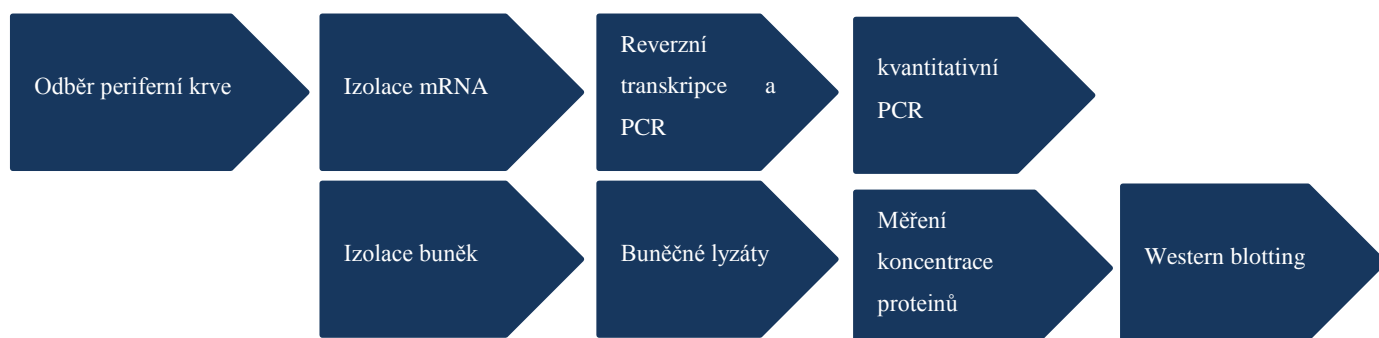 Odběr periferní krve
Izolace mRNA
Reverzní
transkripce a
PCR
kvantitativní
PCR
Izolace buněk
Buněčné lyzáty
Měření
koncentrace
proteinů
Western blotting